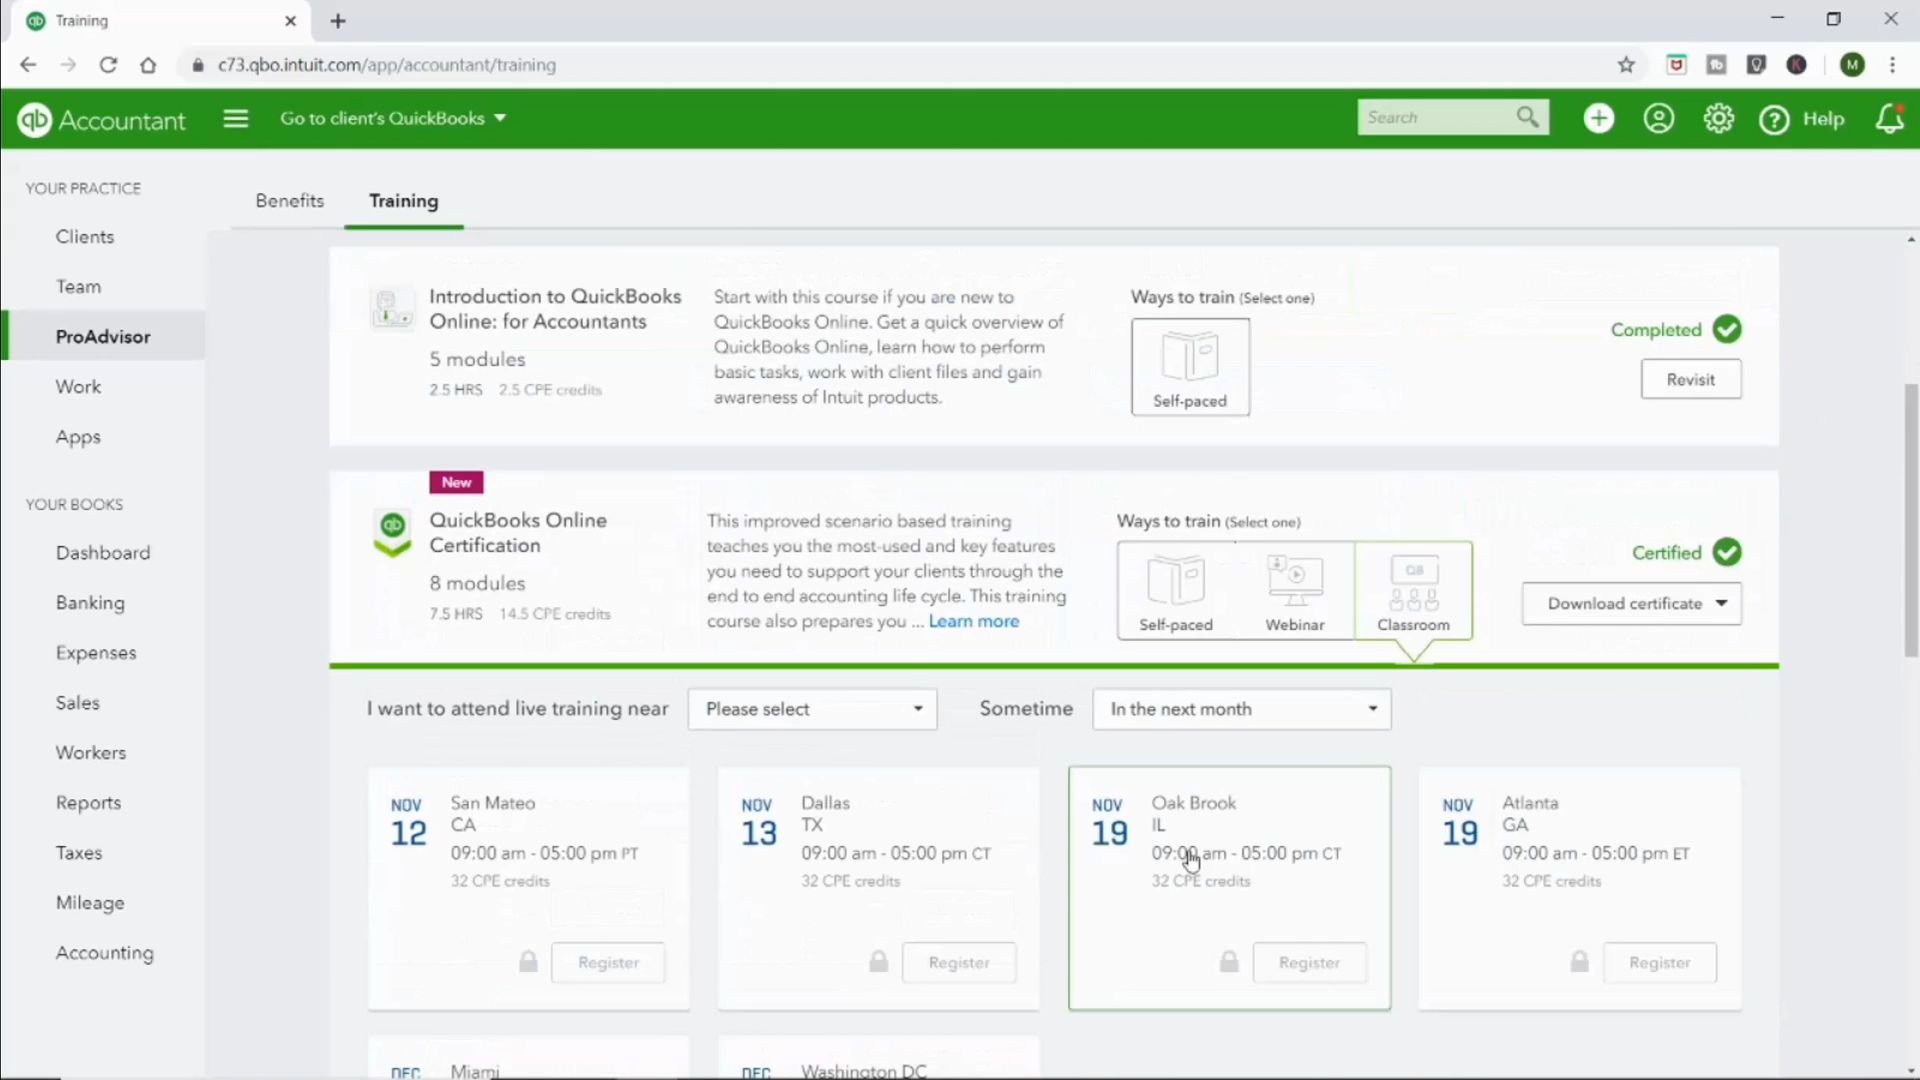 Training
c73.qbo.intuit.com/app/accountant/training
M
qb Accountant
Go to client's QuickBooks
Search
Help
YOUR PRACTICE
Clients
Team
ProAdvisor
Work
Apps
YOUR BOOKS
Dashboard
Banking
Expenses
Sales
Workers
Reports
Taxes
Mileage
Accounting
Benefits
Training
Introduction to QuickBooks
Online: for Accountants
5 modules
2.5 HRS 2.5 CPE credits
Start with this course if you are new to
QuickBooks Online. Get a quick overview of
QuickBooks Online, learn how to perform
basic tasks, work with client files and gain
awareness of Intuit products.
Ways to train (Select one)
Self-paced
Completed
Revisit
New
qb
QuickBooks Online
Certification
8 modules
7.5 HRS 14.5 CPE credits
This improved scenario based training
teaches you the most-used and key features
you need to support your clients through the
end to end accounting life cycle. This training
course also prepares you ... Learn more
Ways to train (Select one)
Self-paced
Webinar
QB
Classroom
Certified
Download certificate
I want to attend live training near
Please select
Sometime
In the next month
NOV
12
San Mateo
CA
09:00 am - 05:00 pm PT
32 CPE credits
Register
NOV
13
Dallas
TX
09:00 am - 05:00 pm CT
32 CPE credits
Register
NOV
19
Oak Brook
IL
09:00 am - 05:00 pm CT
32 CPE credits
Register
NOV
19
Atlanta
GA
09:00 am - 05:00 pm ET
32 CPE credits
Register
DEC
Miami
DEC
Washington DC